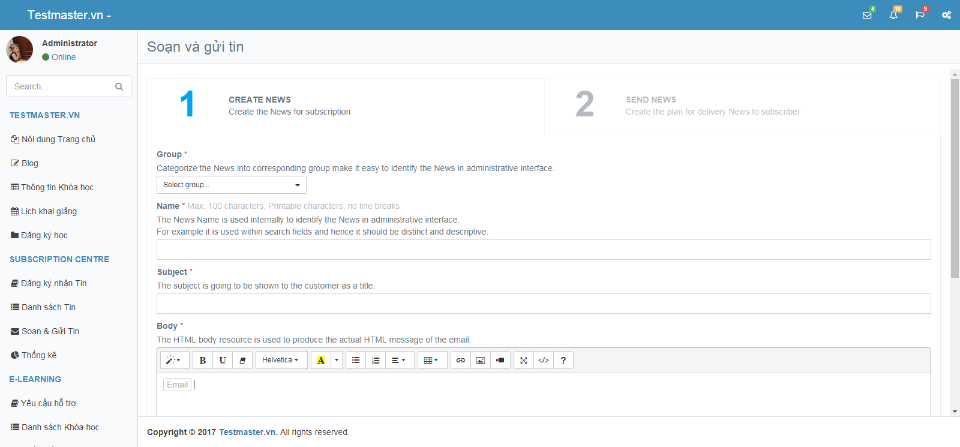 Testmaster.vn -
4
10
9
Administrator
Online
Search...
TESTMASTER.VN
Nội dung Trang chủ
Blog
Thông tin Khóa học
Lịch khai giảng
Đăng ký học
SUBSCRIPTION CENTRE
Đăng ký nhận Tin
Danh sách Tin
Soạn & Gửi Tin
Thống kê
E-LEARNING
Yêu cầu hỗ trợ
Danh sách Khóa học
Soạn và gửi tin
1
CREATE NEWS
Create the News for subscription
2
SEND NEWS
Create the plan for delivery News to subscriber
Group *
Categorize the News into corresponding group make it easy to identify the News in administrative interface.
Select group...
Name * Max. 100 characters, Printable characters, no line breaks
The News Name is used internally to identify the News in administrative interface.
For example it is used within search fields and hence it should be distinct and descriptive.
Subject *
The subject is going to be shown to the customer as a title.
Body *
The HTML body resource is used to produce the actual HTML message of the email.
B U Helvetica A </> ?
Email
Copyright © 2017 Testmaster.vn. All rights reserved.